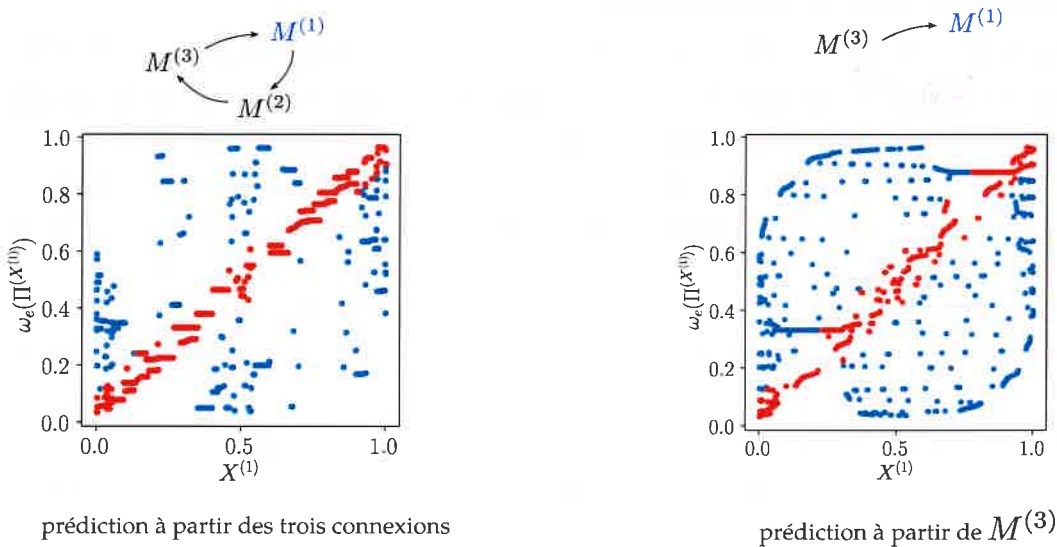 M^{(3)} M^{(1)}
M^{(2)}
1.0
0.8
0.6
0.4
0.2
0.0
ω_e(Π^{(X^{(1)})})
0.0 0.5 1.0
X^{(1)}
prédiction à partir des trois connexions
M^{(3)} M^{(1)}
1.0
0.8
0.6
0.4
0.2
0.0
ω_e(Π^{(X^{(1)})})
0.0 0.5 1.0
X^{(1)}
prédiction à partir de M^{(3)}